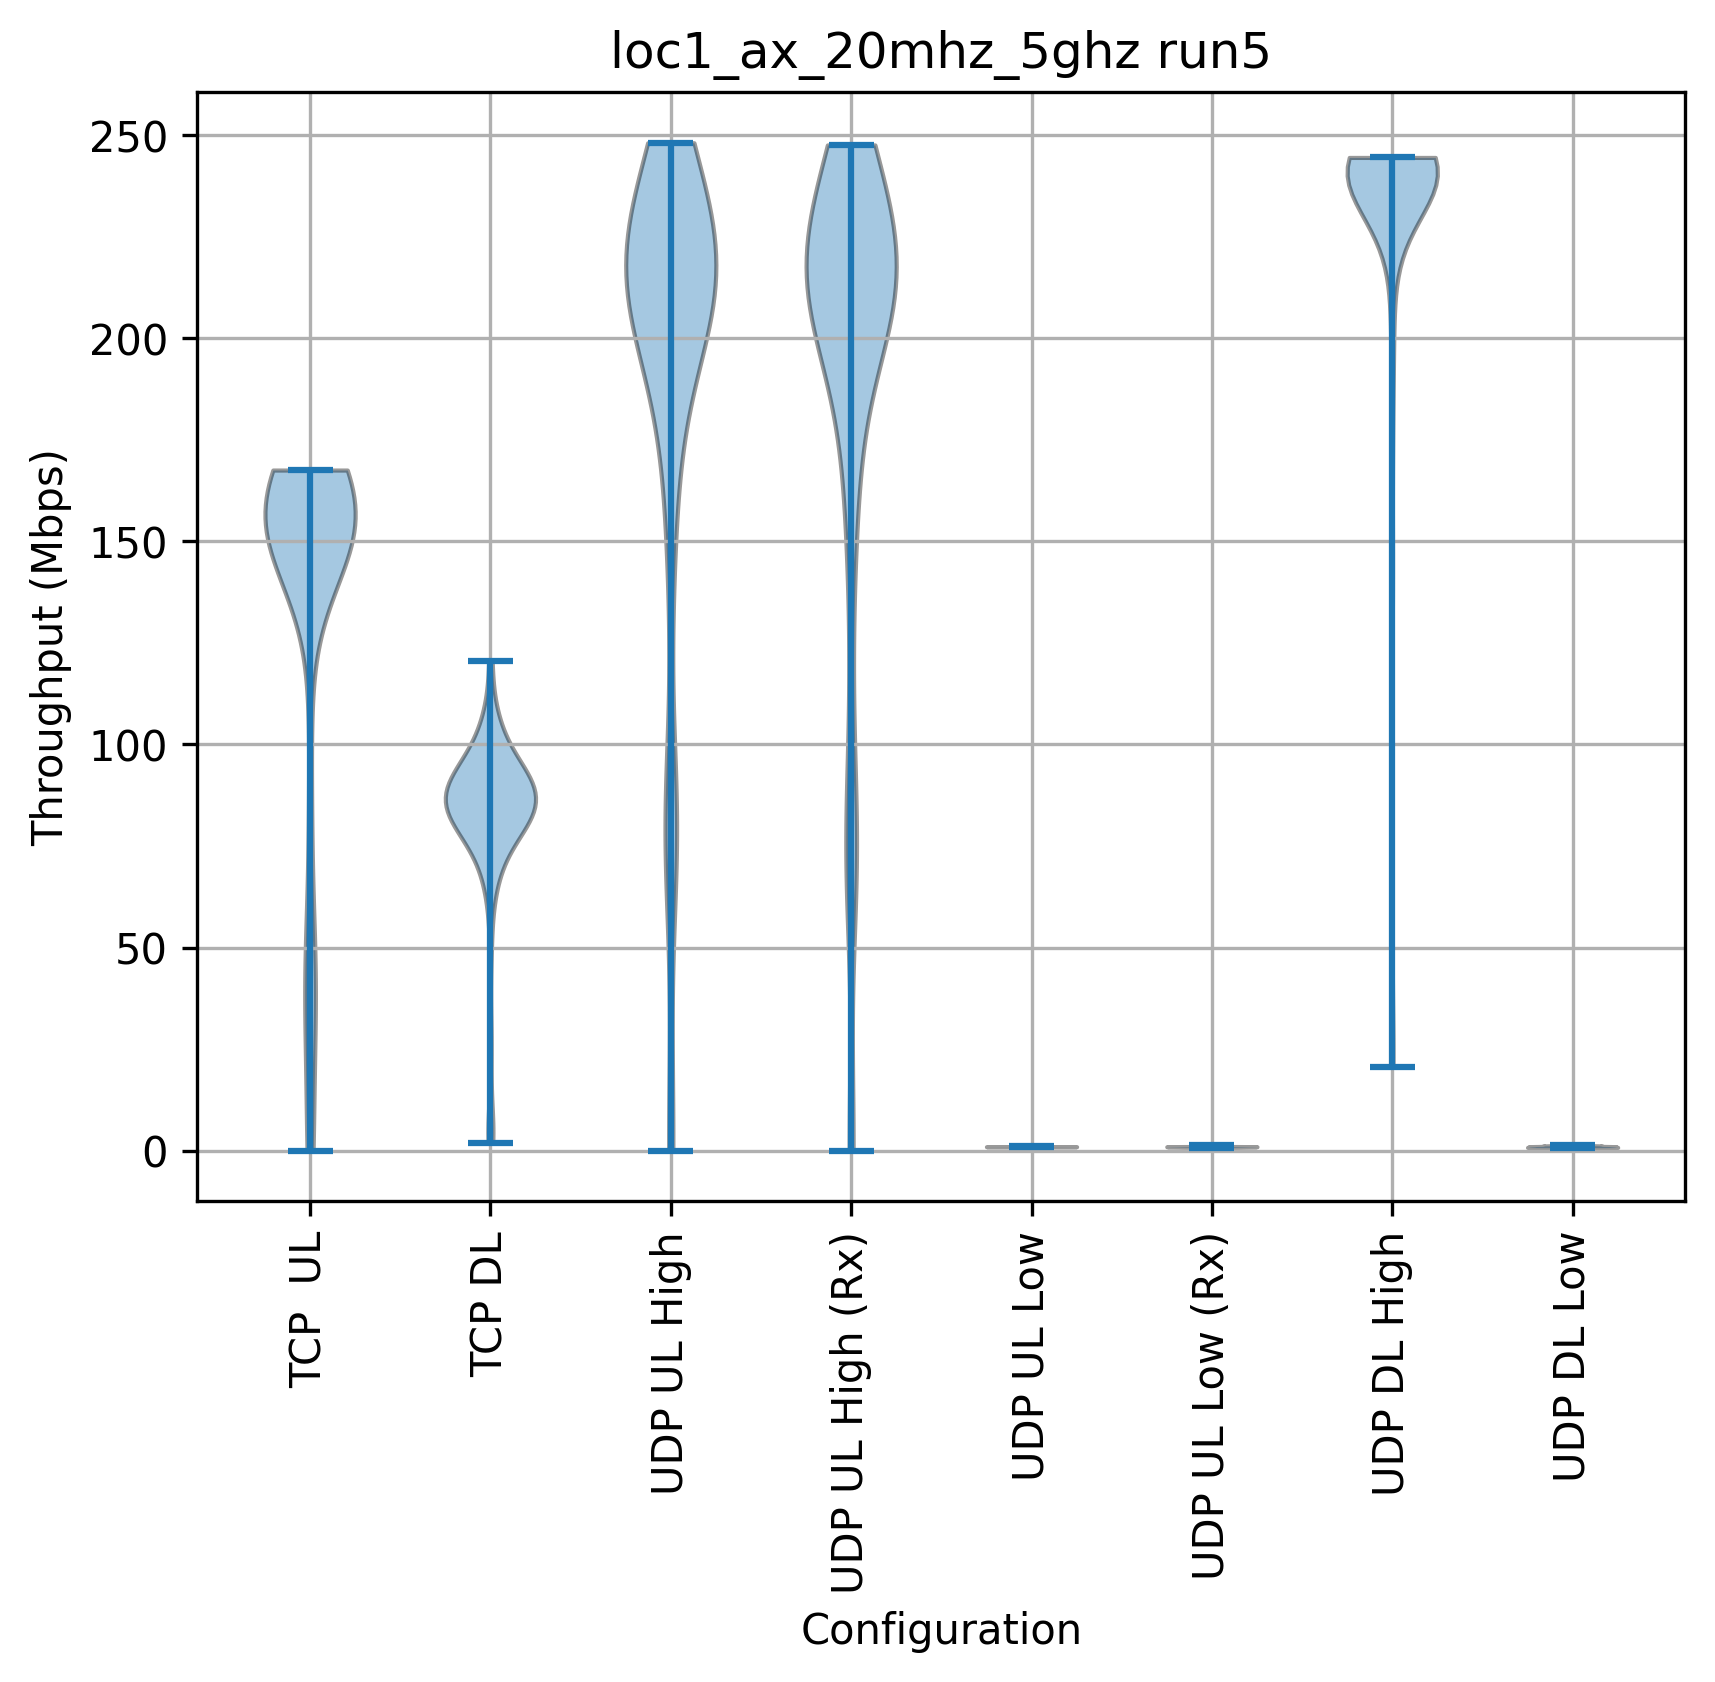 loc1_ax_20mhz_5ghz run5
Throughput (Mbps)
250
200
150
100
50
0
TCP  UL
TCP DL
UDP UL High
UDP UL High (Rx)
UDP UL Low
UDP UL Low (Rx)
UDP DL High
UDP DL Low
Configuration